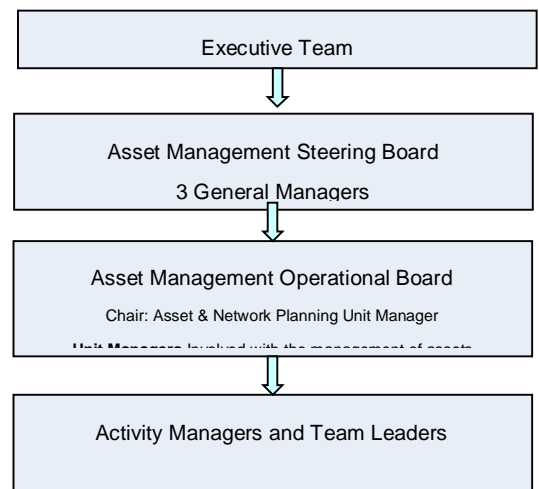 Executive Team
Asset Management Steering Board
3 General Managers
Asset Management Operational Board
Chair: Asset & Network Planning Unit Manager
Unit Managers Involved with the management of assets
Activity Managers and Team Leaders